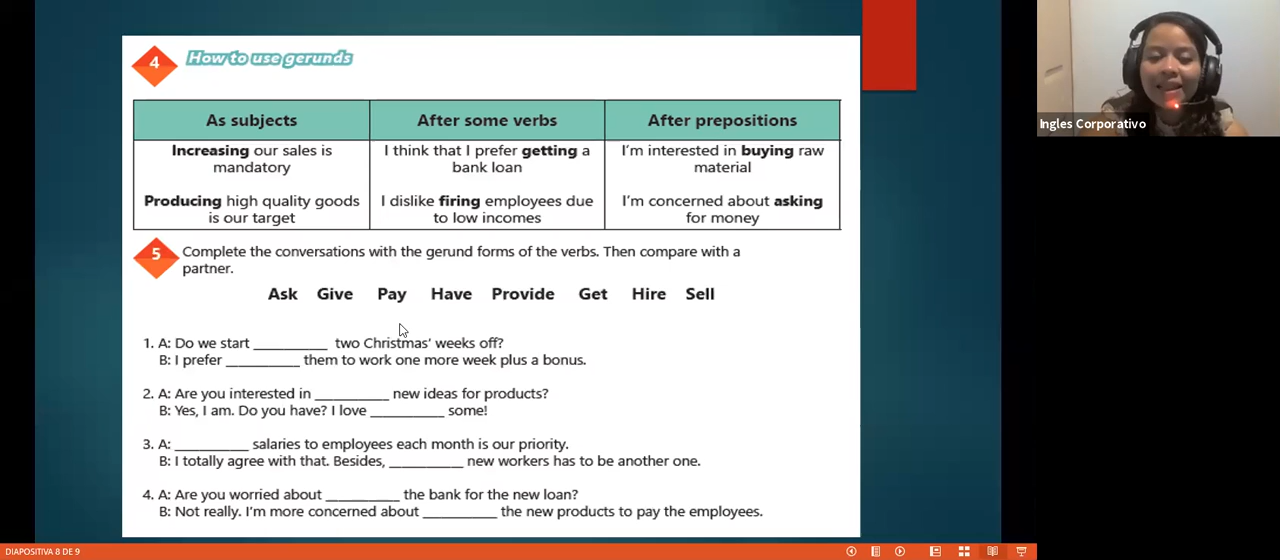 4 How to use gerunds
As subjects After some verbs After prepositions
Increasing our sales is mandatory
Producing high quality goods is our target
I think that I prefer getting a bank loan
I dislike firing employees due to low incomes
I'm interested in buying raw material
I'm concerned about asking for money
5 Complete the conversations with the gerund forms of the verbs. Then compare with a
partner.
Ask Give Pay Have Provide Get Hire Sell
1. A: Do we start __________ two Christmas' weeks off?
B: I prefer __________ them to work one more week plus a bonus.
2. A: Are you interested in __________ new ideas for products?
B: Yes, I am. Do you have? I love __________ some!
3. A: __________ salaries to employees each month is our priority.
B: I totally agree with that. Besides, __________ new workers has to be another one.
4. A: Are you worried about __________ the bank for the new loan?
B: Not really. I'm more concerned about __________ the new products to pay the employees.
Ingles Corporativo
DIAPOSITIVA 8 DE 9